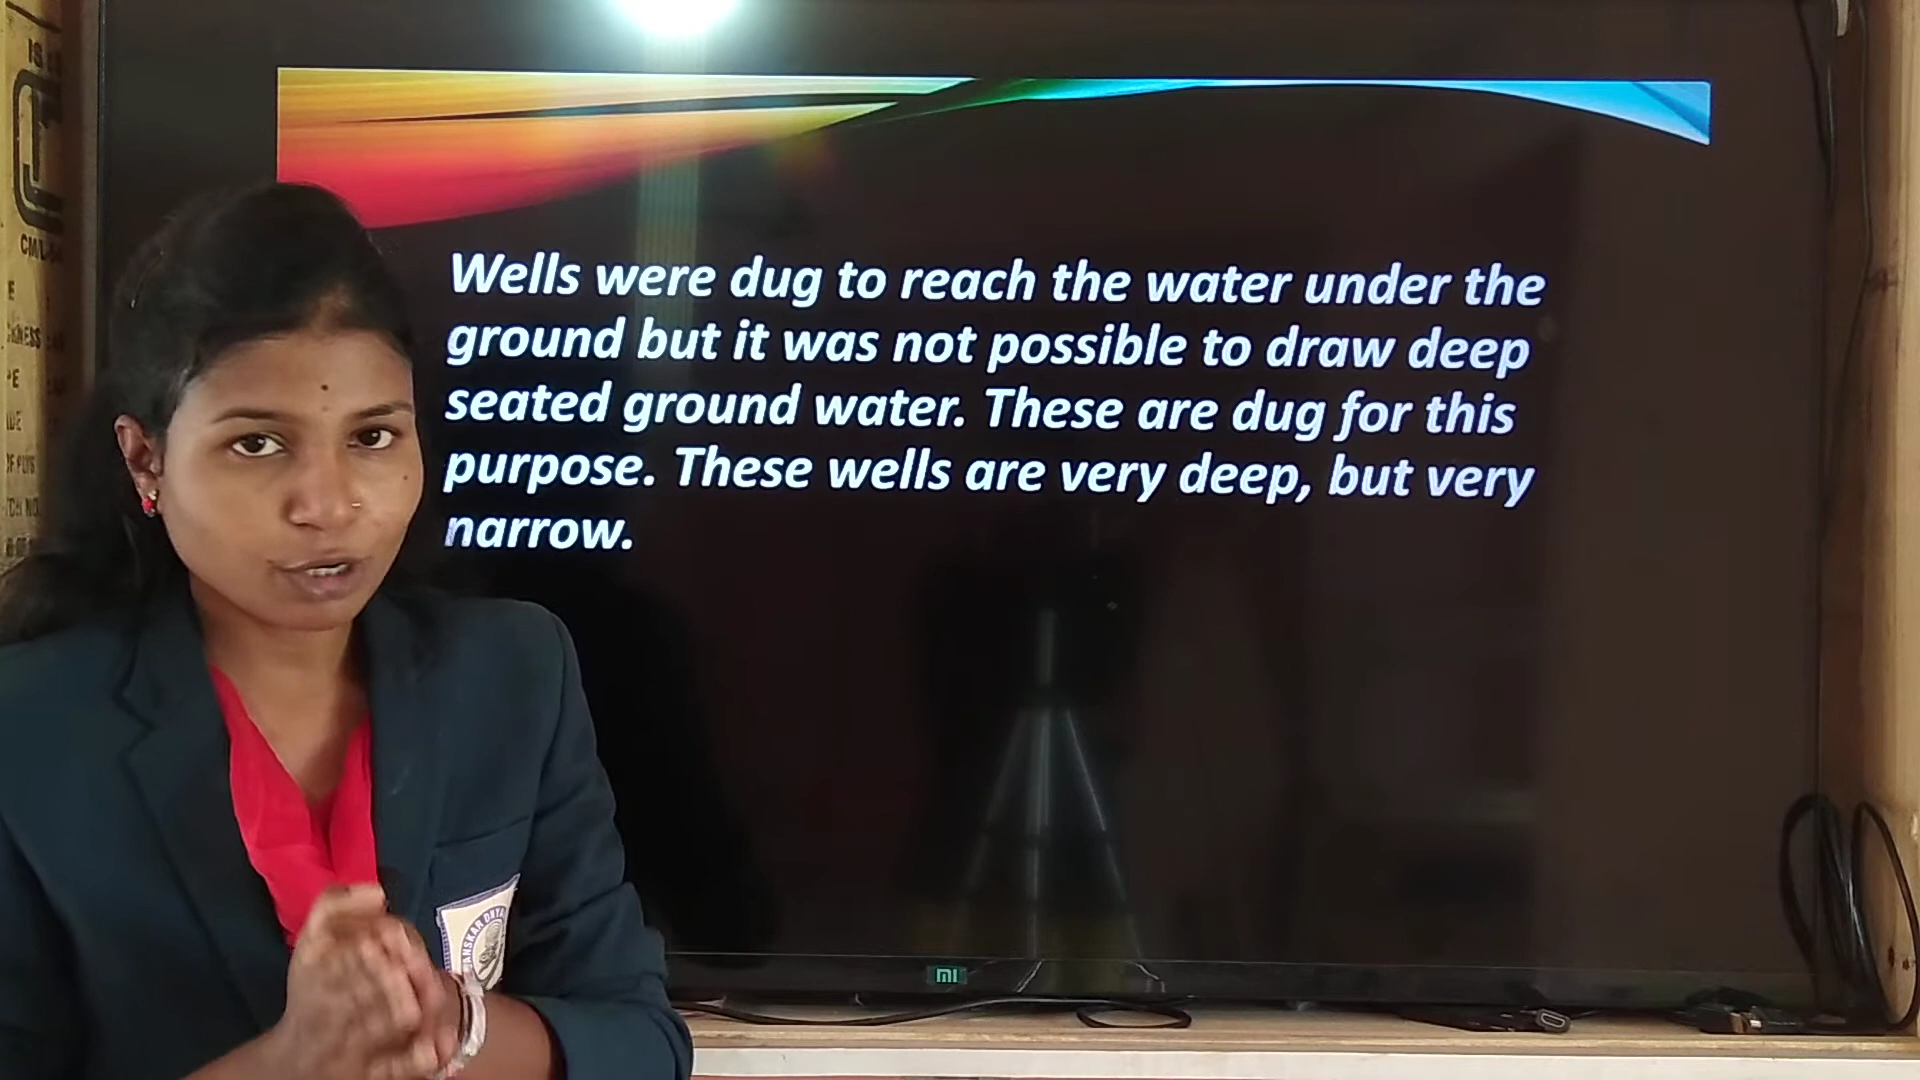 Wells were dug to reach the water under the
ground but it was not possible to draw deep
seated ground water. These are dug for this
purpose. These wells are very deep, but very
narrow.
mi